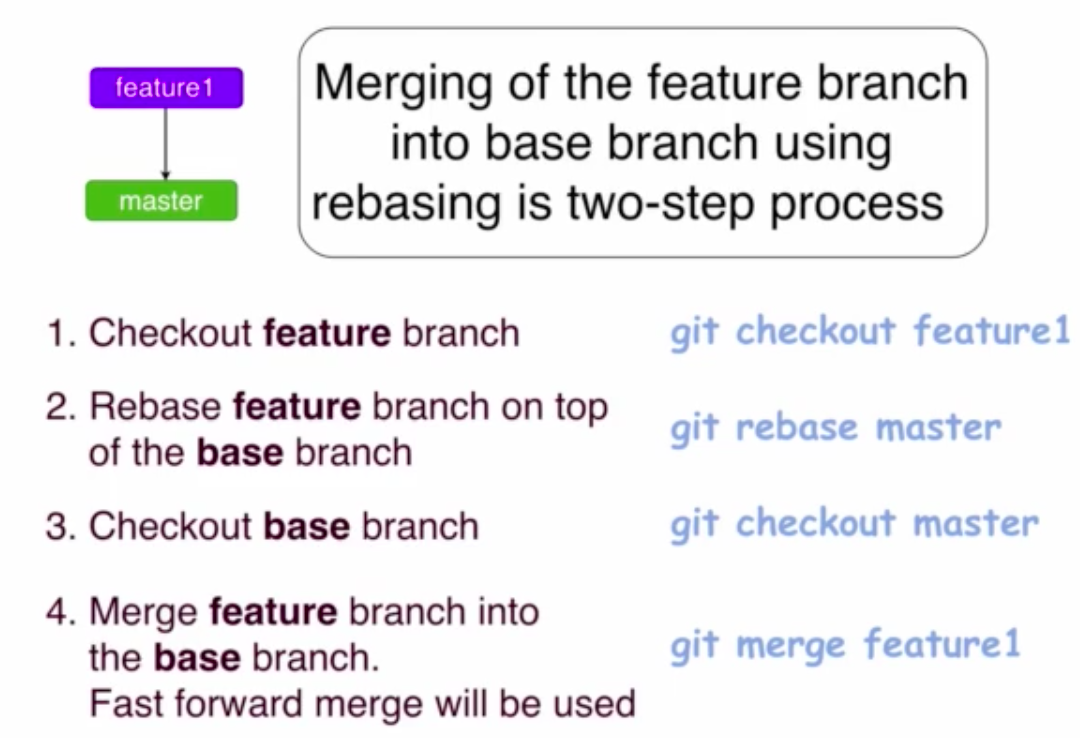 feature1
master
Merging of the feature branch
into base branch using
rebasing is two-step process
1. Checkout feature branch
git checkout feature1
2. Rebase feature branch on top
of the base branch
git rebase master
3. Checkout base branch
git checkout master
4. Merge feature branch into
the base branch.
Fast forward merge will be used
git merge feature1